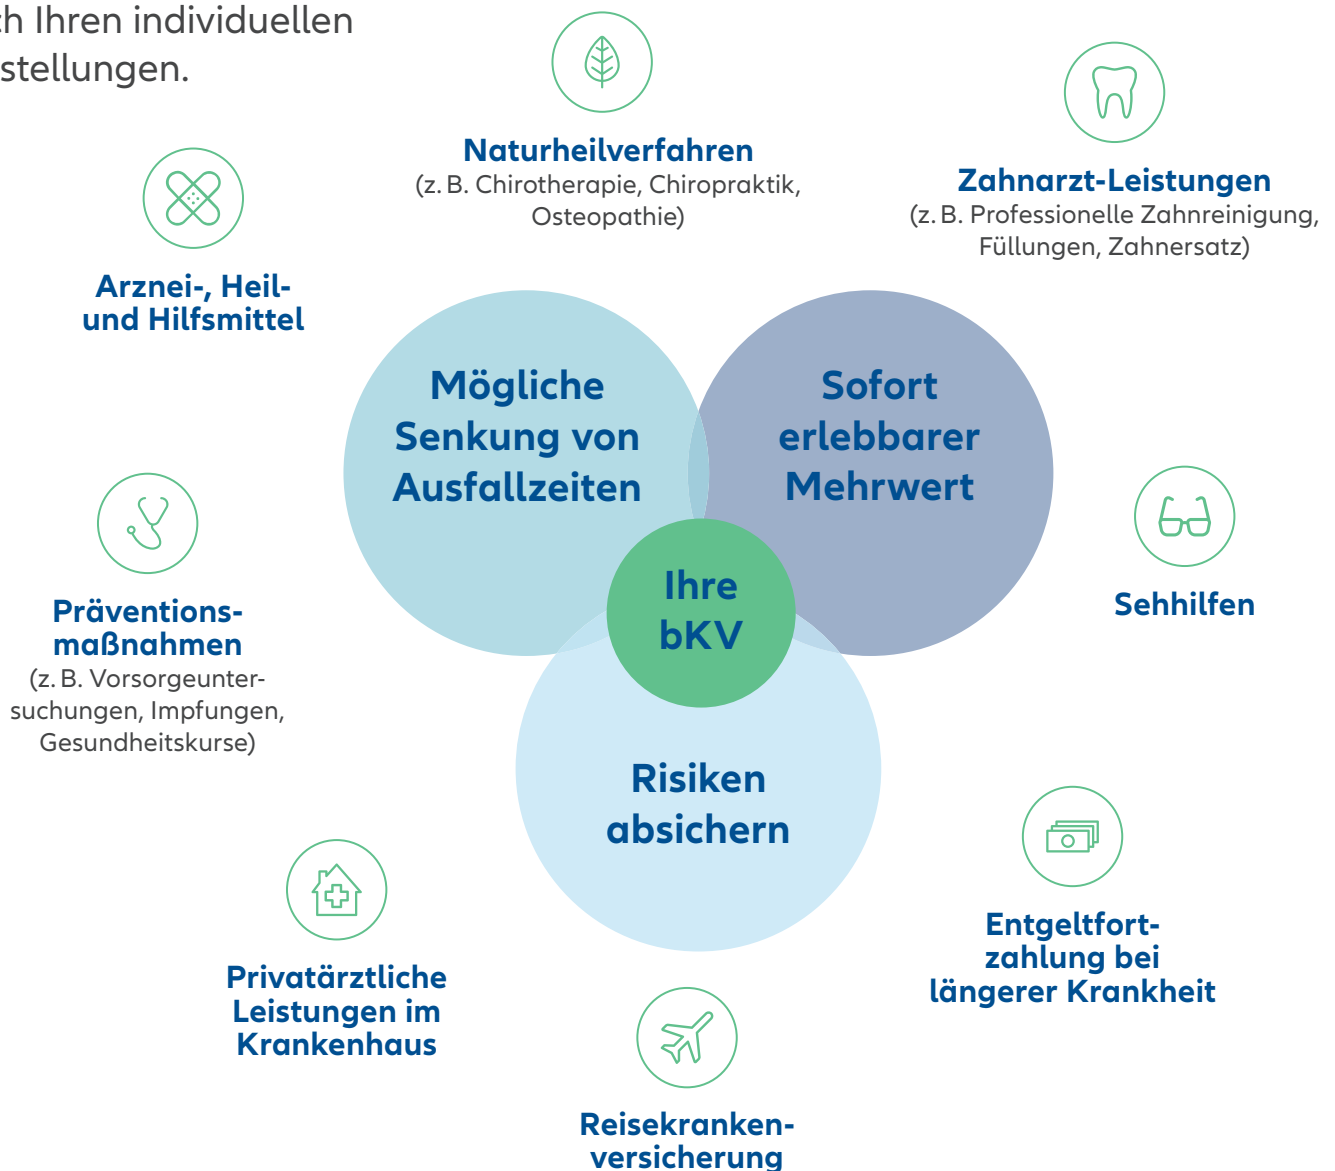 ch Ihren individuellen
stellungen.
Naturheilverfahren
(z. B. Chirotherapie, Chiropraktik,
Osteopathie)
Zahnarzt-Leistungen
(z. B. Professionelle Zahnreinigung,
Füllungen, Zahnersatz)
Arznei-, Heil-
und Hilfsmittel
Mögliche
Senkung von
Ausfallzeiten
Sofort
erlebbarer
Mehrwert
Ihre
bKV
Sehhilfen
Präventions-
maßnahmen
(z. B. Vorsorgeunter-
suchungen, Impfungen,
Gesundheitskurse)
Risiken
absichern
Entgeltfort-
zahlung bei
längerer Krankheit
Privatärztliche
Leistungen im
Krankenhaus
Reisekranken-
versicherung